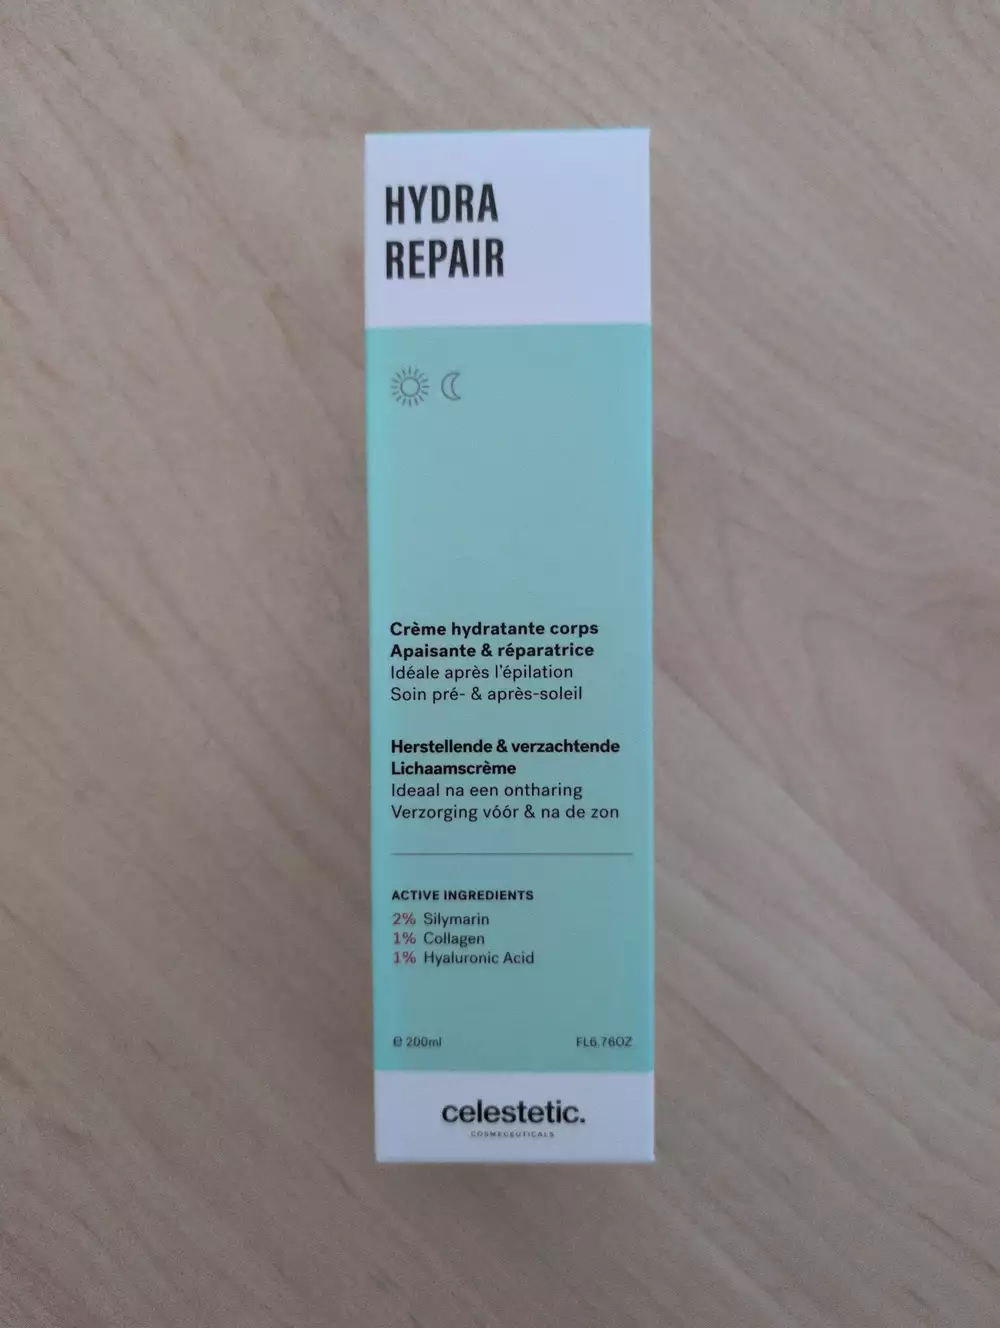 HYDRA
REPAIR
Crème hydratante corps
Apaisante & réparatrice
Idéale après l'épilation
Soin pré- & après-soleil
Herstellende & verzachtende
Lichaamscrème
Ideaal na een ontharing
Verzorging vóór & na de zon
ACTIVE INGREDIENTS
2% Silymarin
1% Collagen
1% Hyaluronic Acid
℮ 200ml FL6.76OZ
celestetic.
COSMECEUTICALS